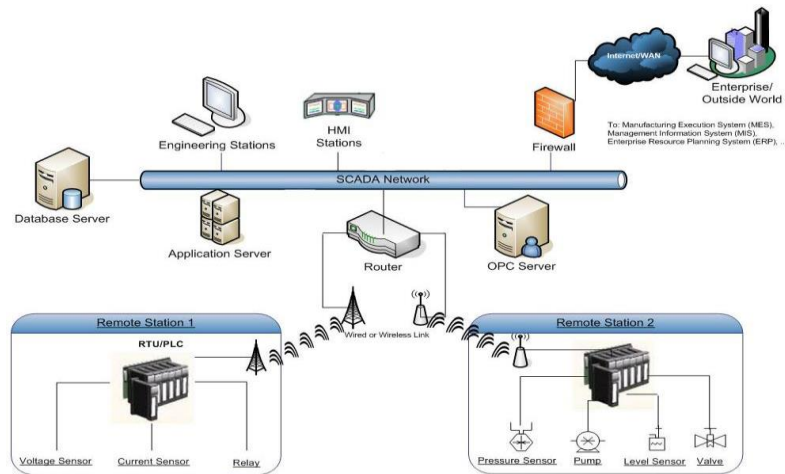 Internet/WAN
Enterprise/
Outside World
To: Manufacturing Execution System (MES),
Management Information System (MIS),
Enterprise Resource Planning System (ERP), ..
Engineering Stations
HMI
Stations
Firewall
SCADA Network
Database Server
Application Server
Router
OPC Server
Remote Station 1
Wired or Wireless Link
Remote Station 2
RTU/PLC
Voltage Sensor
Current Sensor
Relay
Pressure Sensor
Pump
Level Sensor
Valve